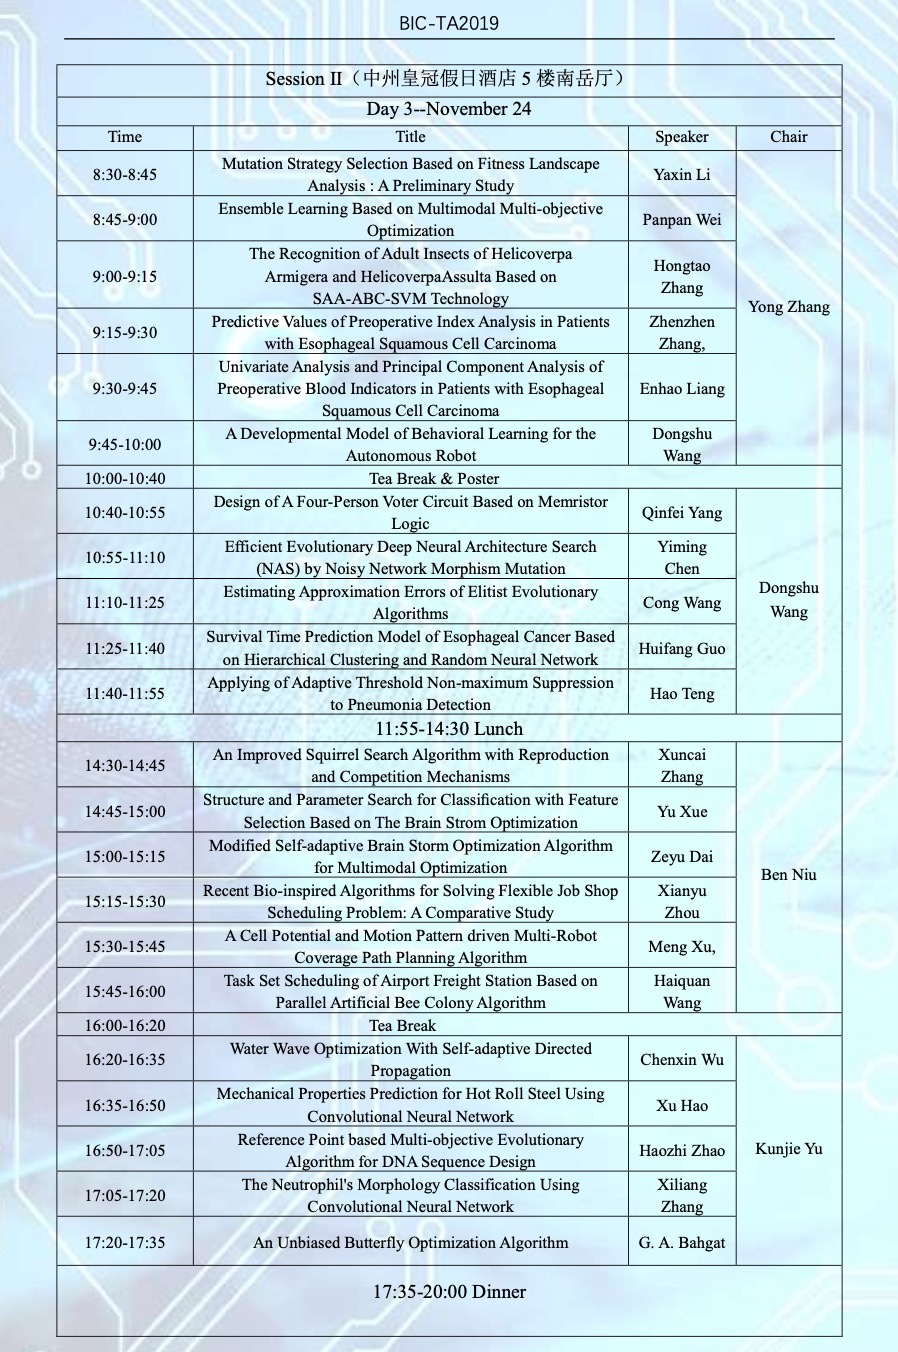 BIC-TA2019
Session II（中州皇冠假日酒店 5 楼南岳厅）
Day 3--November 24
Time Title Speaker Chair
8:30-8:45
Mutation Strategy Selection Based on Fitness Landscape
Analysis : A Preliminary Study
Yaxin Li
8:45-9:00
Ensemble Learning Based on Multimodal Multi-objective
Optimization
Panpan Wei
9:00-9:15
The Recognition of Adult Insects of Helicoverpa
Armigera and HelicoverpaAssulta Based on
SAA-ABC-SVM Technology
Hongtao
Zhang
Yong Zhang
9:15-9:30
Predictive Values of Preoperative Index Analysis in Patients
with Esophageal Squamous Cell Carcinoma
Zhenzhen
Zhang,
9:30-9:45
Univariate Analysis and Principal Component Analysis of
Preoperative Blood Indicators in Patients with Esophageal
Squamous Cell Carcinoma
Enhao Liang
9:45-10:00
A Developmental Model of Behavioral Learning for the
Autonomous Robot
Dongshu
Wang
10:00-10:40 Tea Break & Poster
10:40-10:55
Design of A Four-Person Voter Circuit Based on Memristor
Logic
Qinfei Yang
10:55-11:10
Efficient Evolutionary Deep Neural Architecture Search
(NAS) by Noisy Network Morphism Mutation
Yiming
Chen
11:10-11:25
Estimating Approximation Errors of Elitist Evolutionary
Algorithms
Cong Wang
Dongshu
Wang
11:25-11:40
Survival Time Prediction Model of Esophageal Cancer Based
on Hierarchical Clustering and Random Neural Network
Huifang Guo
11:40-11:55
Applying of Adaptive Threshold Non-maximum Suppression
to Pneumonia Detection
Hao Teng
11:55-14:30 Lunch
14:30-14:45
An Improved Squirrel Search Algorithm with Reproduction
and Competition Mechanisms
Xuncai
Zhang
14:45-15:00
Structure and Parameter Search for Classification with Feature
Selection Based on The Brain Strom Optimization
Yu Xue
15:00-15:15
Modified Self-adaptive Brain Storm Optimization Algorithm
for Multimodal Optimization
Zeyu Dai
Ben Niu
15:15-15:30
Recent Bio-inspired Algorithms for Solving Flexible Job Shop
Scheduling Problem: A Comparative Study
Xianyu
Zhou
15:30-15:45
A Cell Potential and Motion Pattern driven Multi-Robot
Coverage Path Planning Algorithm
Meng Xu,
15:45-16:00
Task Set Scheduling of Airport Freight Station Based on
Parallel Artificial Bee Colony Algorithm
Haiquan
Wang
16:00-16:20 Tea Break
16:20-16:35
Water Wave Optimization With Self-adaptive Directed
Propagation
Chenxin Wu
16:35-16:50
Mechanical Properties Prediction for Hot Roll Steel Using
Convolutional Neural Network
Xu Hao
16:50-17:05
Reference Point based Multi-objective Evolutionary
Algorithm for DNA Sequence Design
Haozhi Zhao
Kunjie Yu
17:05-17:20
The Neutrophil's Morphology Classification Using
Convolutional Neural Network
Xiliang
Zhang
17:20-17:35
An Unbiased Butterfly Optimization Algorithm
G. A. Bahgat
17:35-20:00 Dinner